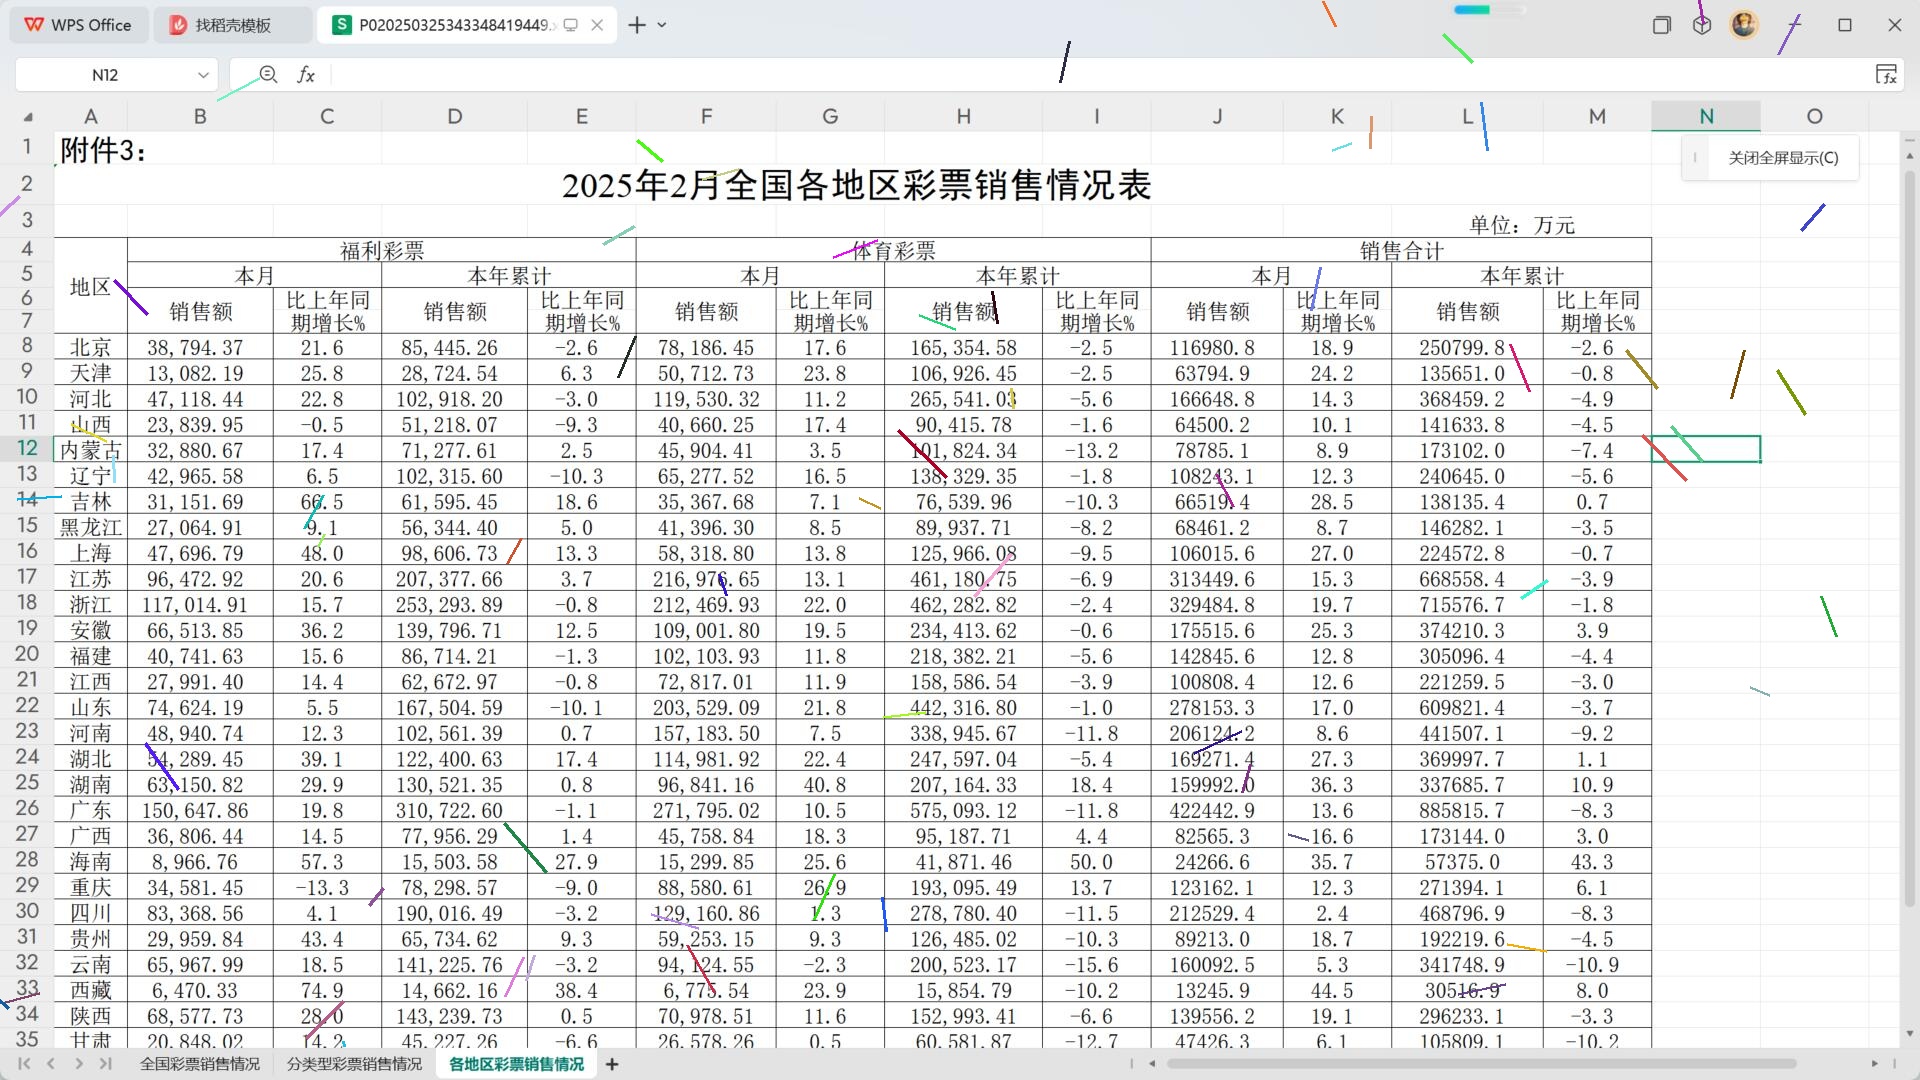 WPS Office 找稻壳模板 P020250325343348419449.x
N12 fx
A B C D E F G H I J K L M N O
1 附件3：
关闭全屏显示(C)
2 2025年2月全国各地区彩票销售情况表
3 单位：万元
4 地区 福利彩票 体育彩票 销售合计
5 本月 本年累计 本月 本年累计 本月 本年累计
6 销售额 比上年同 销售额 比上年同 销售额 比上年同 销售额 比上年同 销售额 比上年同 销售额 比上年同
7 期增长% 期增长% 期增长% 期增长% 期增长% 期增长%
8 北京 38,794.37 21.6 85,445.26 -2.6 78,186.45 17.6 165,354.58 -2.5 116980.8 18.9 250799.8 -2.6
9 天津 13,082.19 25.8 28,724.54 6.3 50,712.73 23.8 106,926.45 -2.5 63794.9 24.2 135651.0 -0.8
10 河北 47,118.44 22.8 102,918.20 -3.0 119,530.32 11.2 265,541.03 -5.6 166648.8 14.3 368459.2 -4.9
11 山西 23,839.95 -0.5 51,218.07 -9.3 40,660.25 17.4 90,415.78 -1.6 64500.2 10.1 141633.8 -4.5
12 内蒙古 32,880.67 17.4 71,277.61 2.5 45,904.41 3.5 101,824.34 -13.2 78785.1 8.9 173102.0 -7.4
13 辽宁 42,965.58 6.5 102,315.60 -10.3 65,277.52 16.5 138,329.35 -1.8 108243.1 12.3 240645.0 -5.6
14 吉林 31,151.69 66.5 61,595.45 18.6 35,367.68 7.1 76,539.96 -10.3 66519.4 28.5 138135.4 0.7
15 黑龙江 27,064.91 9.1 56,344.40 5.0 41,396.30 8.5 89,937.71 -8.2 68461.2 8.7 146282.1 -3.5
16 上海 47,696.79 48.0 98,606.73 13.3 58,318.80 13.8 125,966.08 -9.5 106015.6 27.0 224572.8 -0.7
17 江苏 96,472.92 20.6 207,377.66 3.7 216,976.65 13.1 461,180.75 -6.9 313449.6 15.3 668558.4 -3.9
18 浙江 117,014.91 15.7 253,293.89 -0.8 212,469.93 22.0 462,282.82 -2.4 329484.8 19.7 715576.7 -1.8
19 安徽 66,513.85 36.2 139,796.71 12.5 109,001.80 19.5 234,413.62 -0.6 175515.6 25.3 374210.3 3.9
20 福建 40,741.63 15.6 86,714.21 -1.3 102,103.93 11.8 218,382.21 -5.6 142845.6 12.8 305096.4 -4.4
21 江西 27,991.40 14.4 62,672.97 -0.8 72,817.01 11.9 158,586.54 -3.9 100808.4 12.6 221259.5 -3.0
22 山东 74,624.19 5.5 167,504.59 -10.1 203,529.09 21.8 442,316.80 -1.0 278153.3 17.0 609821.4 -3.7
23 河南 48,940.74 12.3 102,561.39 0.7 157,183.50 7.5 338,945.67 -11.8 206124.2 8.6 441507.1 -9.2
24 湖北 54,289.45 39.1 122,400.63 17.4 114,981.92 22.4 247,597.04 -5.4 169271.4 27.3 369997.7 1.1
25 湖南 63,150.82 29.9 130,521.35 0.8 96,841.16 40.8 207,164.33 18.4 159992.0 36.3 337685.7 10.9
26 广东 150,647.86 19.8 310,722.60 -1.1 271,795.02 10.5 575,093.12 -11.8 422442.9 13.6 885815.7 -8.3
27 广西 36,806.44 14.5 77,956.29 1.4 45,758.84 18.3 95,187.71 4.4 82565.3 16.6 173144.0 3.0
28 海南 8,966.76 57.3 15,503.58 27.9 15,299.85 25.6 41,871.46 50.0 24266.6 35.7 57375.0 43.3
29 重庆 34,581.45 -13.3 78,298.57 -9.0 88,580.61 26.9 193,095.49 13.7 123162.1 12.3 271394.1 6.1
30 四川 83,368.56 4.1 190,016.49 -3.2 129,160.86 1.3 278,780.40 -11.5 212529.4 2.4 468796.9 -8.3
31 贵州 29,959.84 43.4 65,734.62 9.3 59,253.15 9.3 126,485.02 -10.3 89213.0 18.7 192219.6 -4.5
32 云南 65,967.99 18.5 141,225.76 -3.2 94,124.55 -2.3 200,523.17 -15.6 160092.5 5.3 341748.9 -10.9
33 西藏 6,470.33 74.9 14,662.16 38.4 6,775.54 23.9 15,854.79 -10.2 13245.9 44.5 30516.9 8.0
34 陕西 68,577.73 28.0 143,239.73 0.5 70,978.51 11.6 152,993.41 -6.6 139556.2 19.1 296233.1 -3.3
35 甘肃 20,848.02 14.2 45,227.26 -6.6 26,578.26 0.5 60,581.87 -12.7 47426.3 6.1 105809.1 -10.2
全国彩票销售情况 分类型彩票销售情况 各地区彩票销售情况